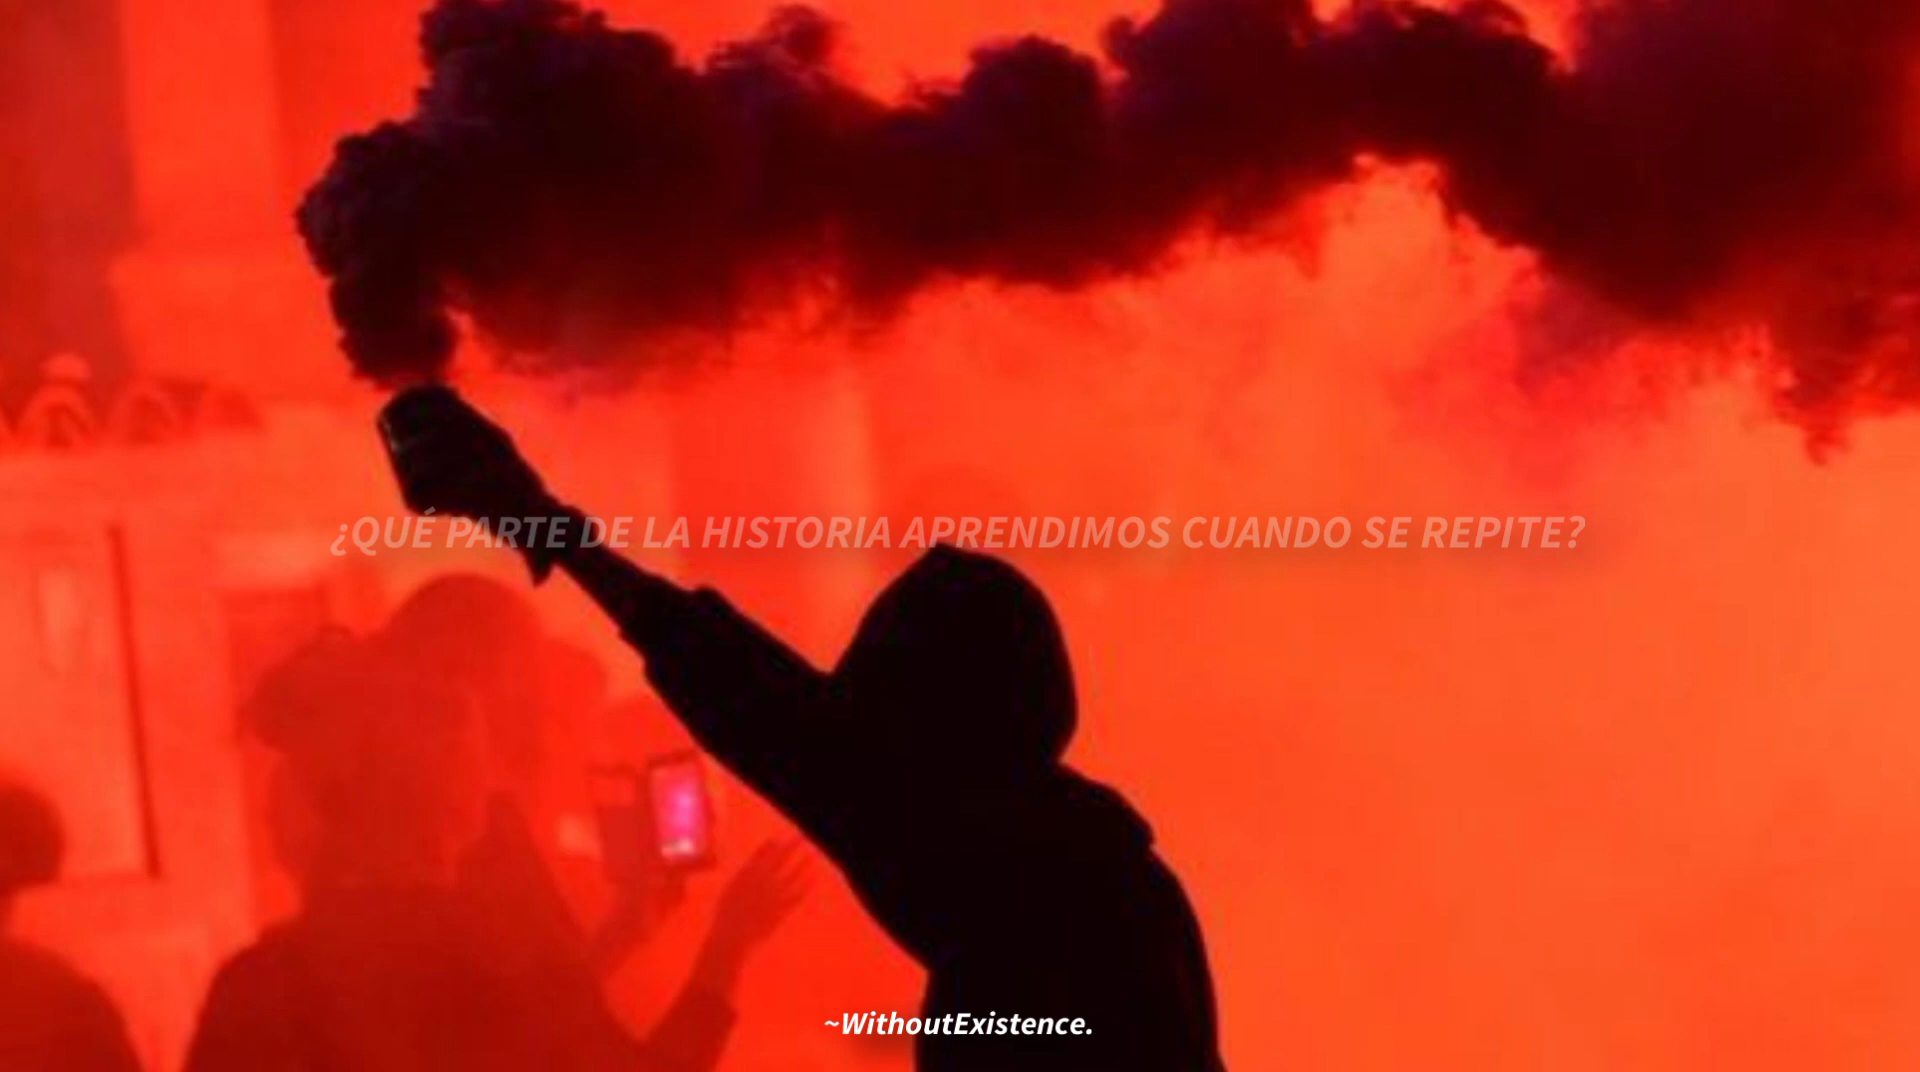 ¿QUÉ PARTE DE LA HISTORIA APRENDIMOS CUANDO SE REPITE?
~WithoutExistence.